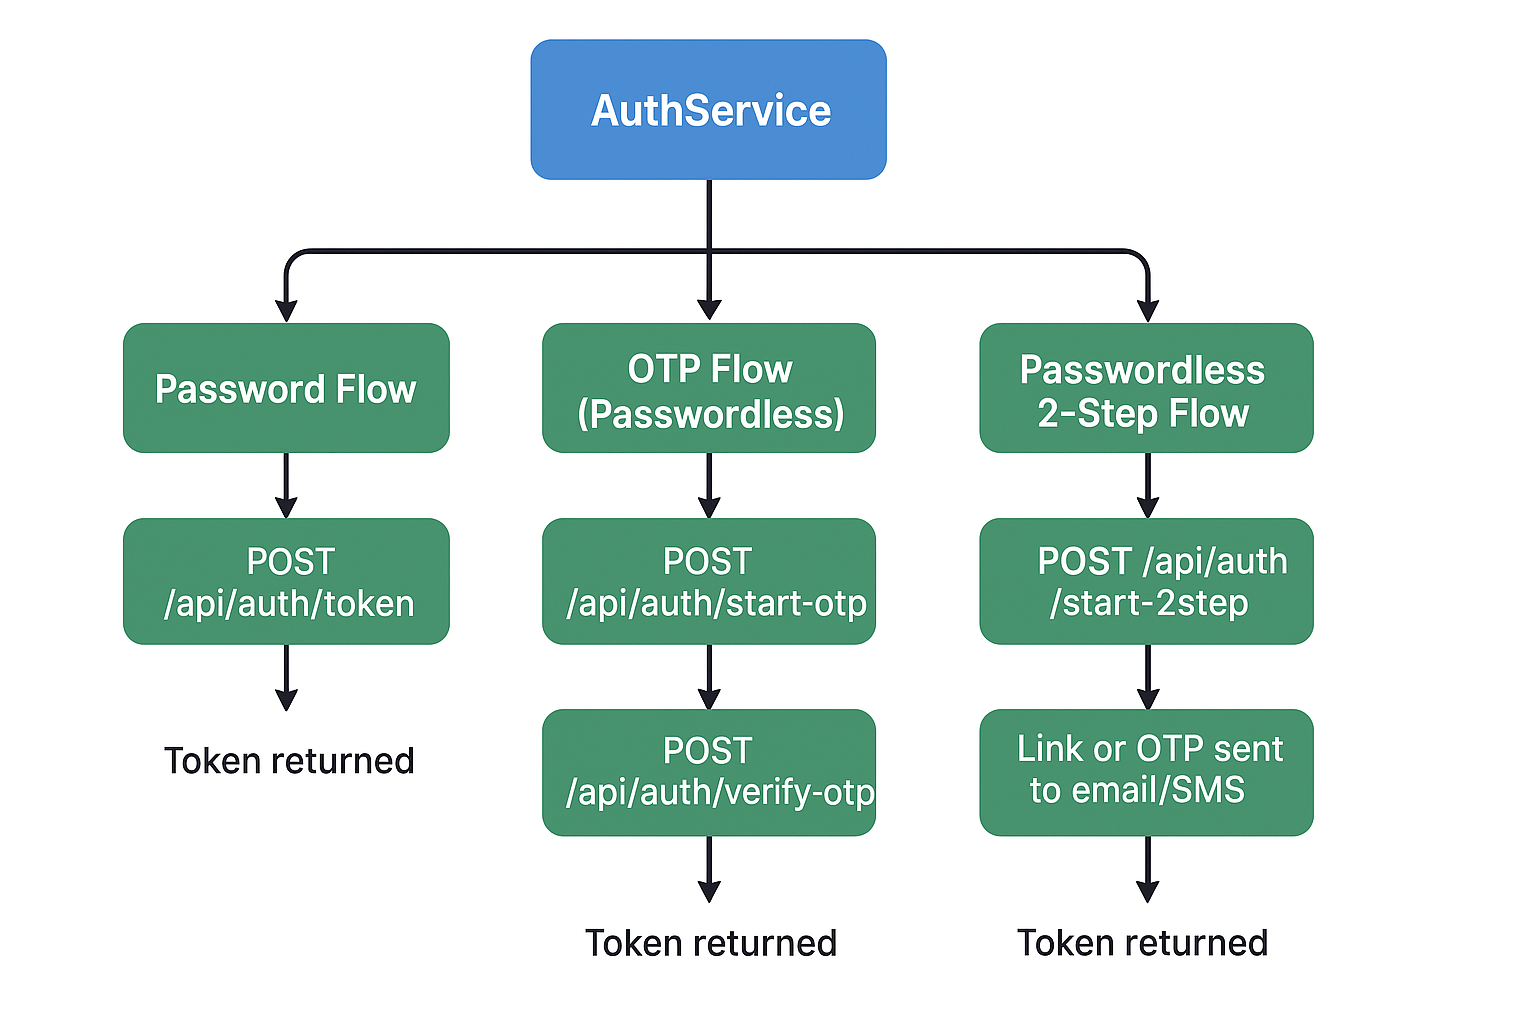 AuthService
Password Flow
OTP Flow
(Passwordless)
Passwordless
2-Step Flow
POST
/api/auth/token
POST
/api/auth/start-otp
POST /api/auth
/start-2step
Token returned
POST
/api/auth/verify-otp
Link or OTP sent
to email/SMS
Token returned
Token returned